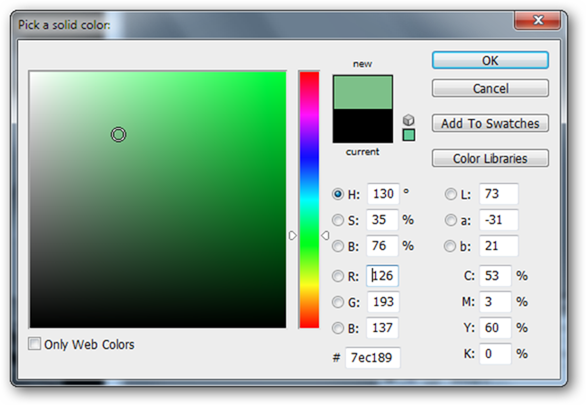 Pick a solid color:
new
current
OK
Cancel
Add To Swatches
Color Libraries
H: 130 °
S: 35 %
B: 76 %
R: 126
G: 193
B: 137
# 7ec189
L: 73
a: -31
b: 21
C: 53 %
M: 3 %
Y: 60 %
K: 0 %
Only Web Colors